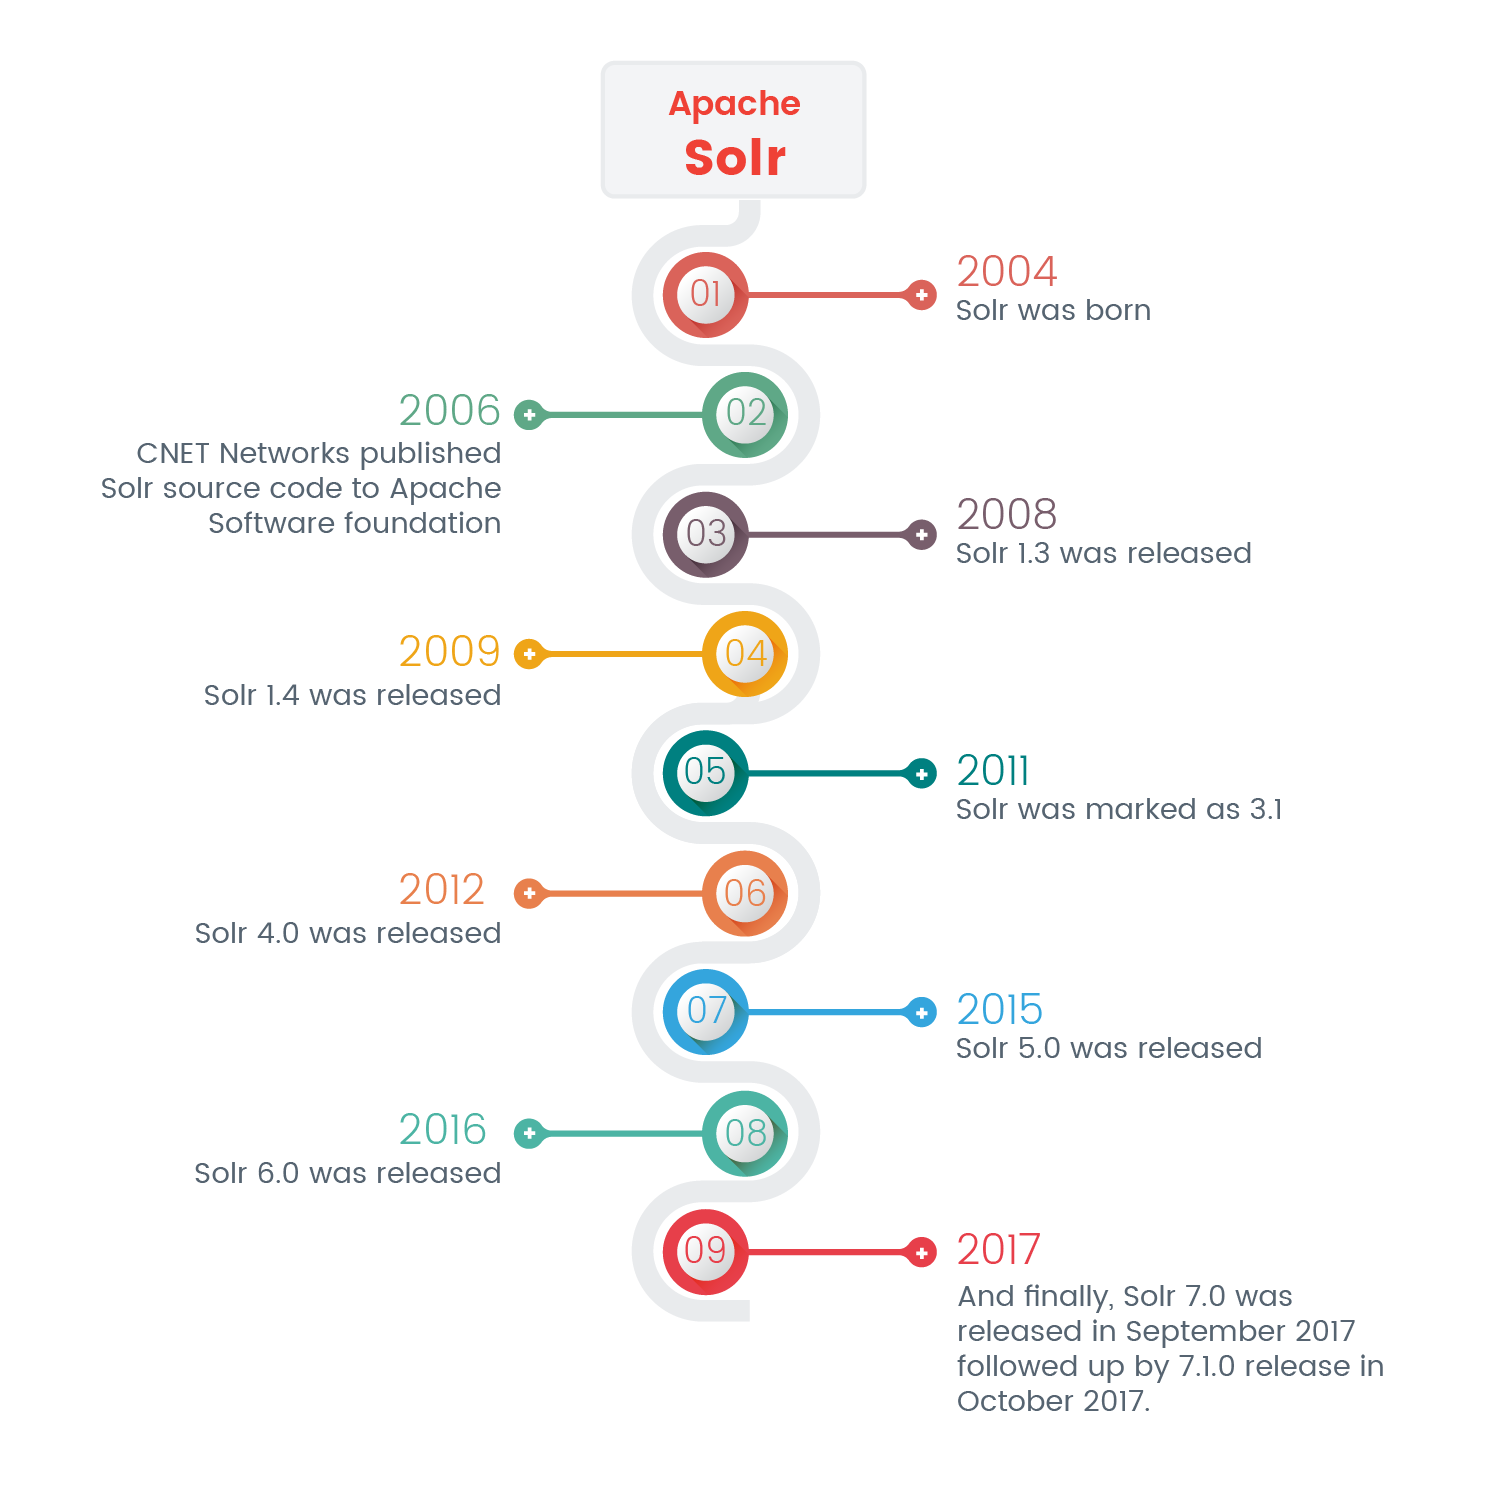 Apache
Solr
01
2004
Solr was born
2006
02
CNET Networks published
Solr source code to Apache
Software foundation
03
2008
Solr 1.3 was released
2009
04
Solr 1.4 was released
05
2011
Solr was marked as 3.1
2012
06
Solr 4.0 was released
07
2015
Solr 5.0 was released
2016
08
Solr 6.0 was released
09
2017
And finally, Solr 7.0 was
released in September 2017
followed up by 7.1.0 release in
October 2017.